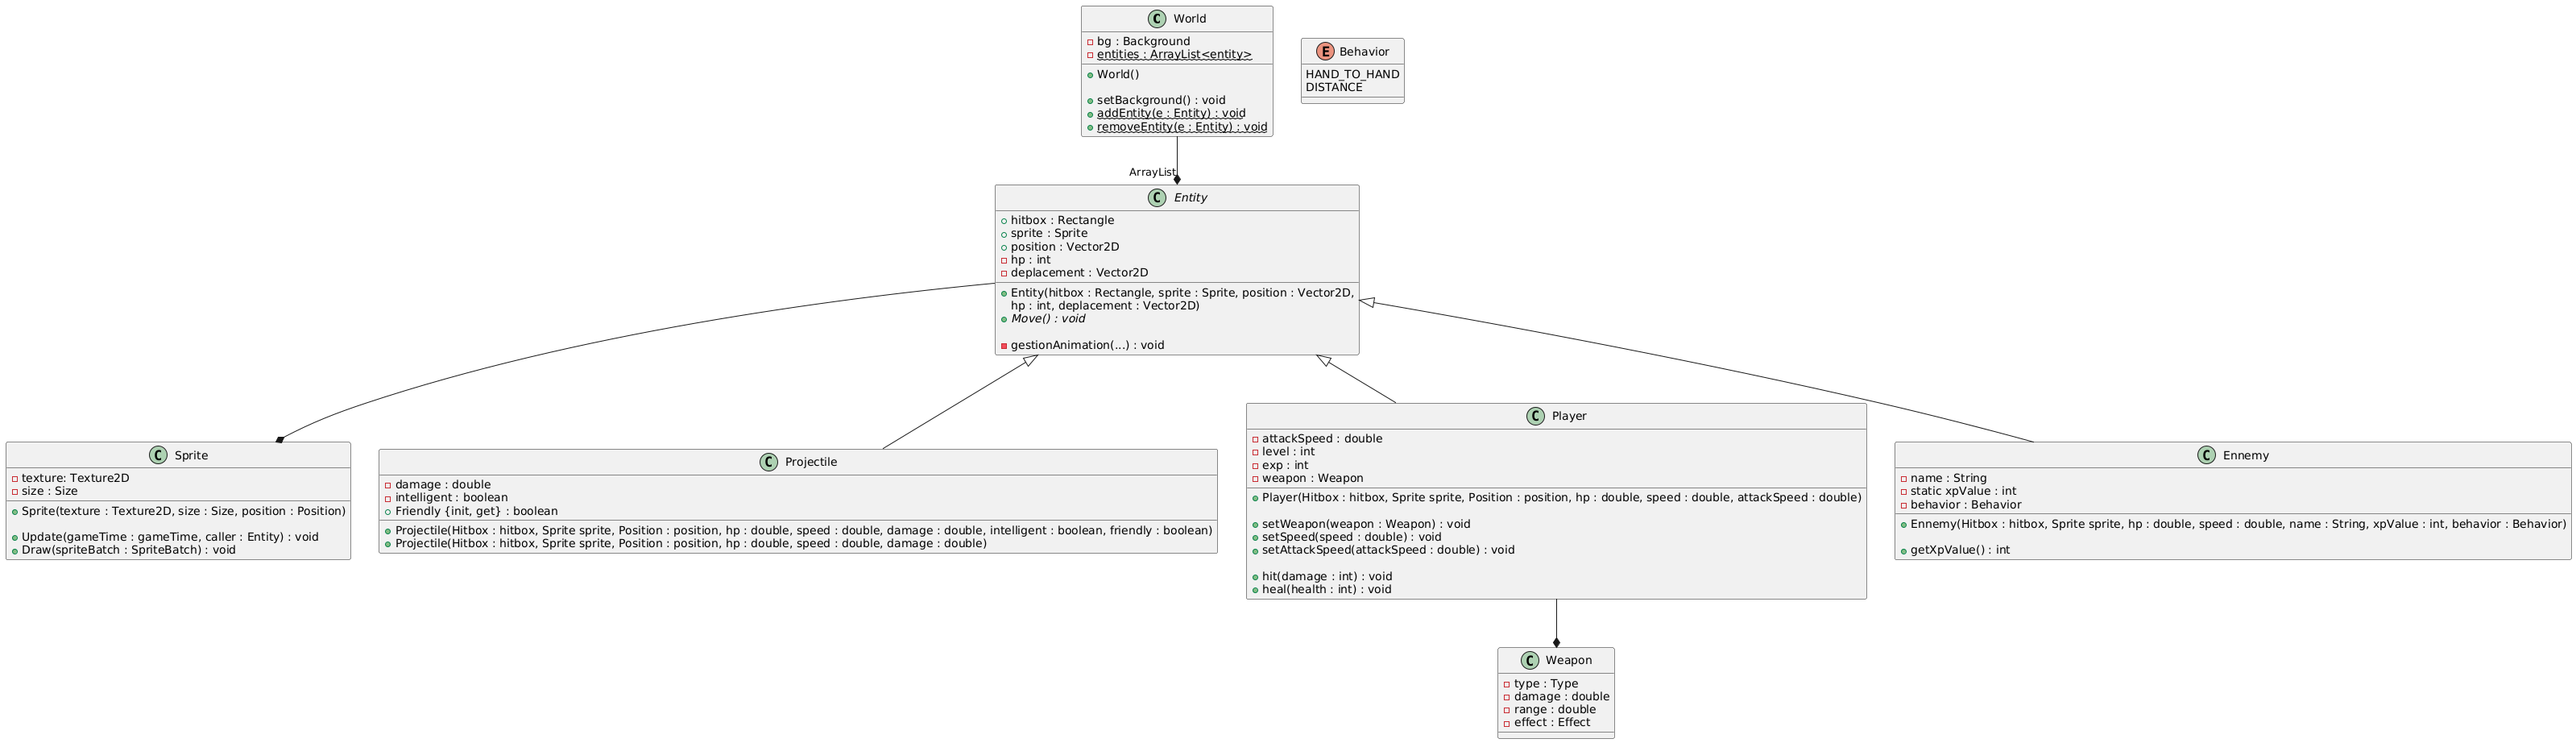 World
bg : Background
entities : ArrayList<entity>
World()
setBackground() : void
addEntity(e : Entity) : void
removeEntity(e : Entity) : void
Behavior
HAND_TO_HAND
DISTANCE
ArrayList
Entity
hitbox : Rectangle
sprite : Sprite
position : Vector2D
hp : int
deplacement : Vector2D
Entity(hitbox : Rectangle, sprite : Sprite, position : Vector2D,
hp : int, deplacement : Vector2D)
Move() : void
gestionAnimation(...) : void
Sprite
texture: Texture2D
size : Size
Sprite(texture : Texture2D, size : Size, position : Position)
Update(gameTime : gameTime, caller : Entity) : void
Draw(spriteBatch : SpriteBatch) : void
Projectile
damage : double
intelligent : boolean
Friendly {init, get} : boolean
Projectile(Hitbox : hitbox, Sprite sprite, Position : position, hp : double, speed : double, damage : double, intelligent : boolean, friendly : boolean)
Projectile(Hitbox : hitbox, Sprite sprite, Position : position, hp : double, speed : double, damage : double)
Player
attackSpeed : double
level : int
exp : int
weapon : Weapon
Player(Hitbox : hitbox, Sprite sprite, Position : position, hp : double, speed : double, attackSpeed : double)
setWeapon(weapon : Weapon) : void
setSpeed(speed : double) : void
setAttackSpeed(attackSpeed : double) : void
hit(damage : int) : void
heal(health : int) : void
Ennemy
name : String
static xpValue : int
behavior : Behavior
Ennemy(Hitbox : hitbox, Sprite sprite, hp : double, speed : double, name : String, xpValue : int, behavior : Behavior)
getXpValue() : int
Weapon
type : Type
damage : double
range : double
effect : Effect